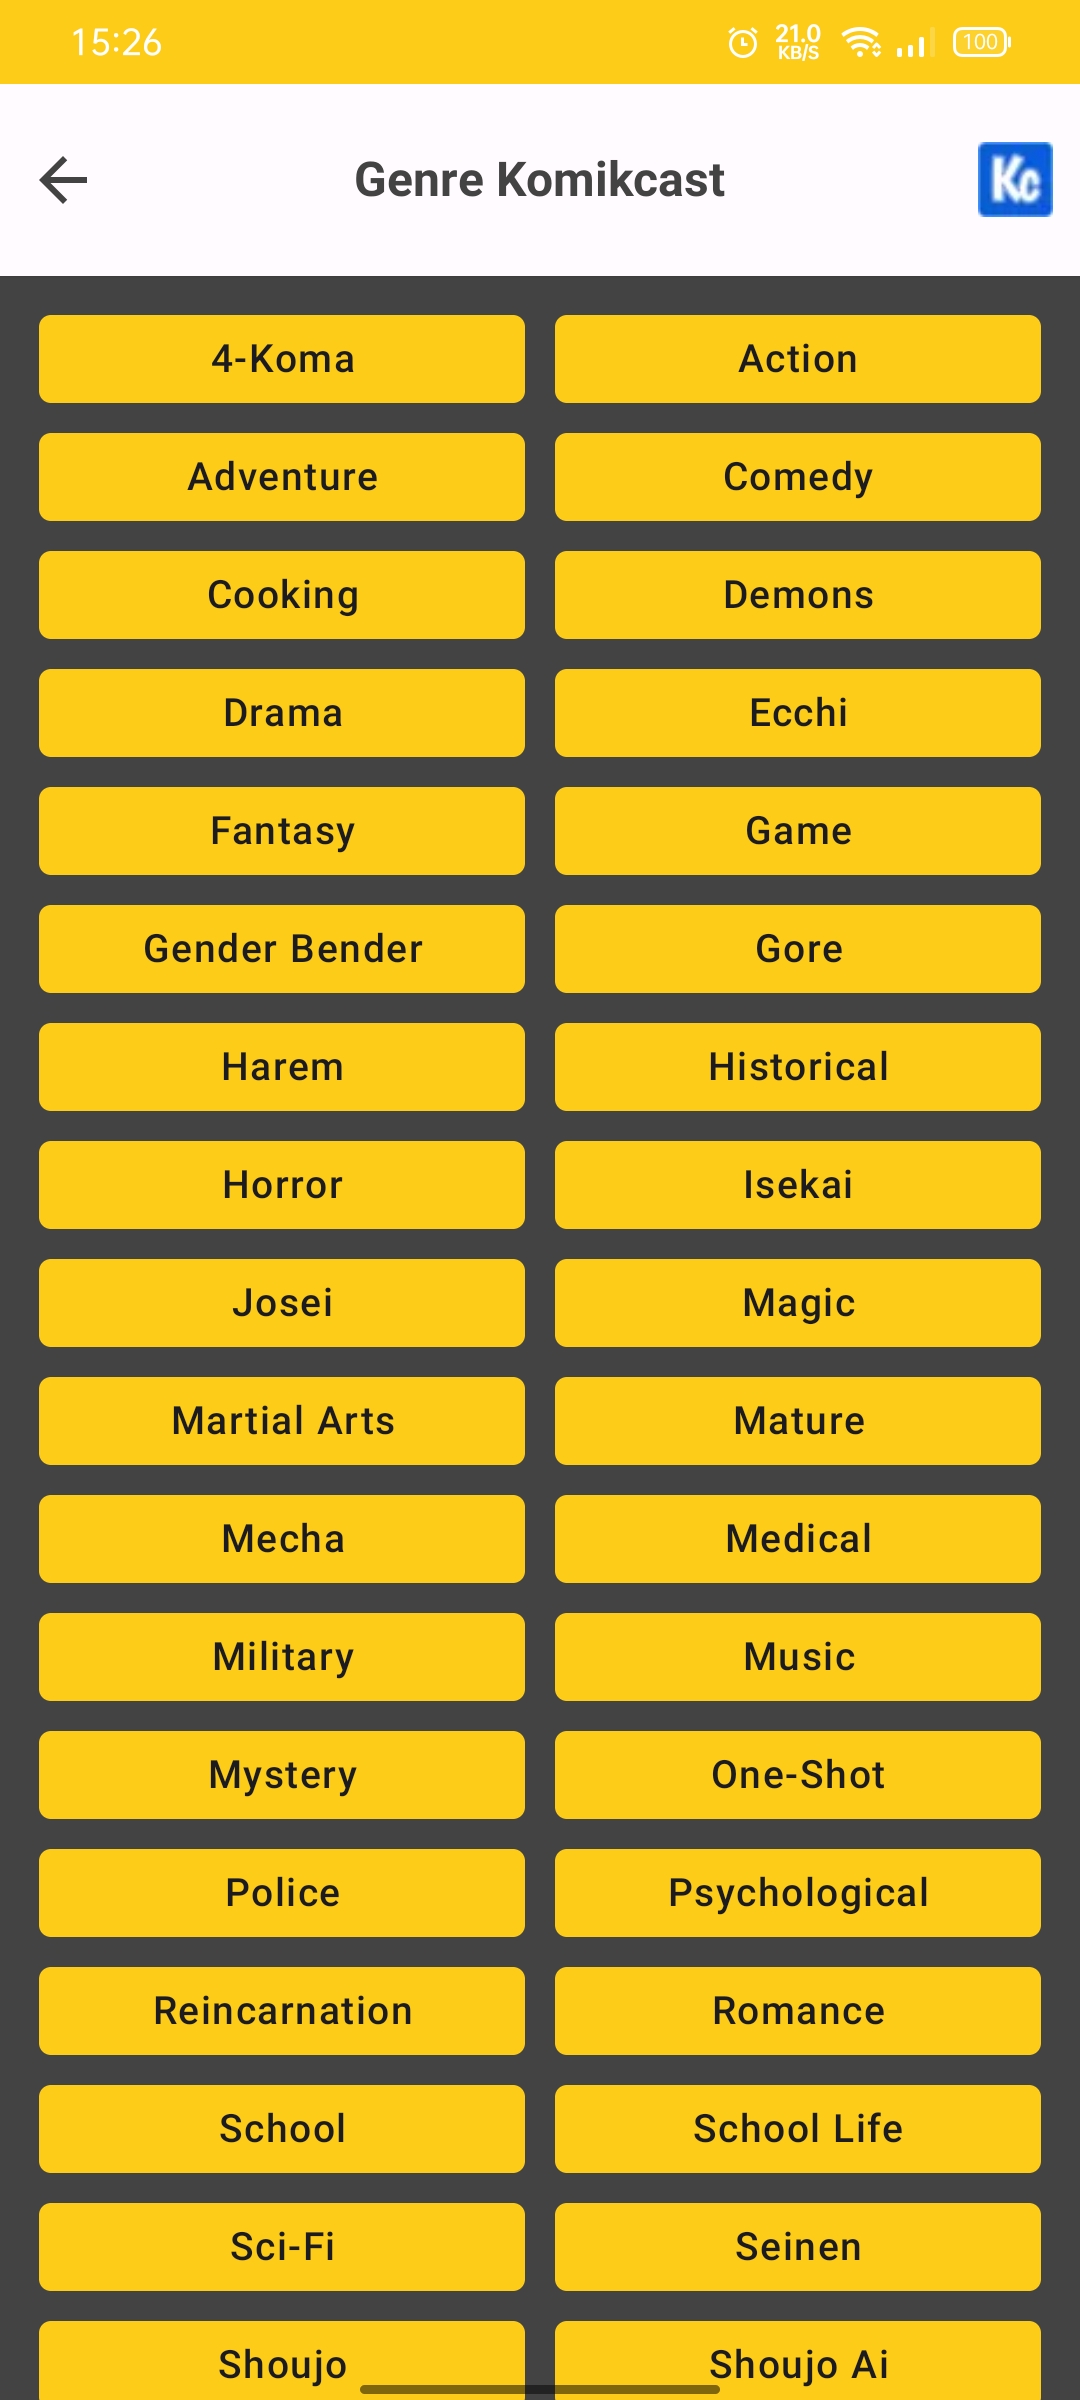 15:26
21.0
KB/S
100
Genre Komikcast
Kc
4-Koma
Action
Adventure
Comedy
Cooking
Demons
Drama
Ecchi
Fantasy
Game
Gender Bender
Gore
Harem
Historical
Horror
Isekai
Josei
Magic
Martial Arts
Mature
Mecha
Medical
Military
Music
Mystery
One-Shot
Police
Psychological
Reincarnation
Romance
School
School Life
Sci-Fi
Seinen
Shoujo
Shoujo Ai